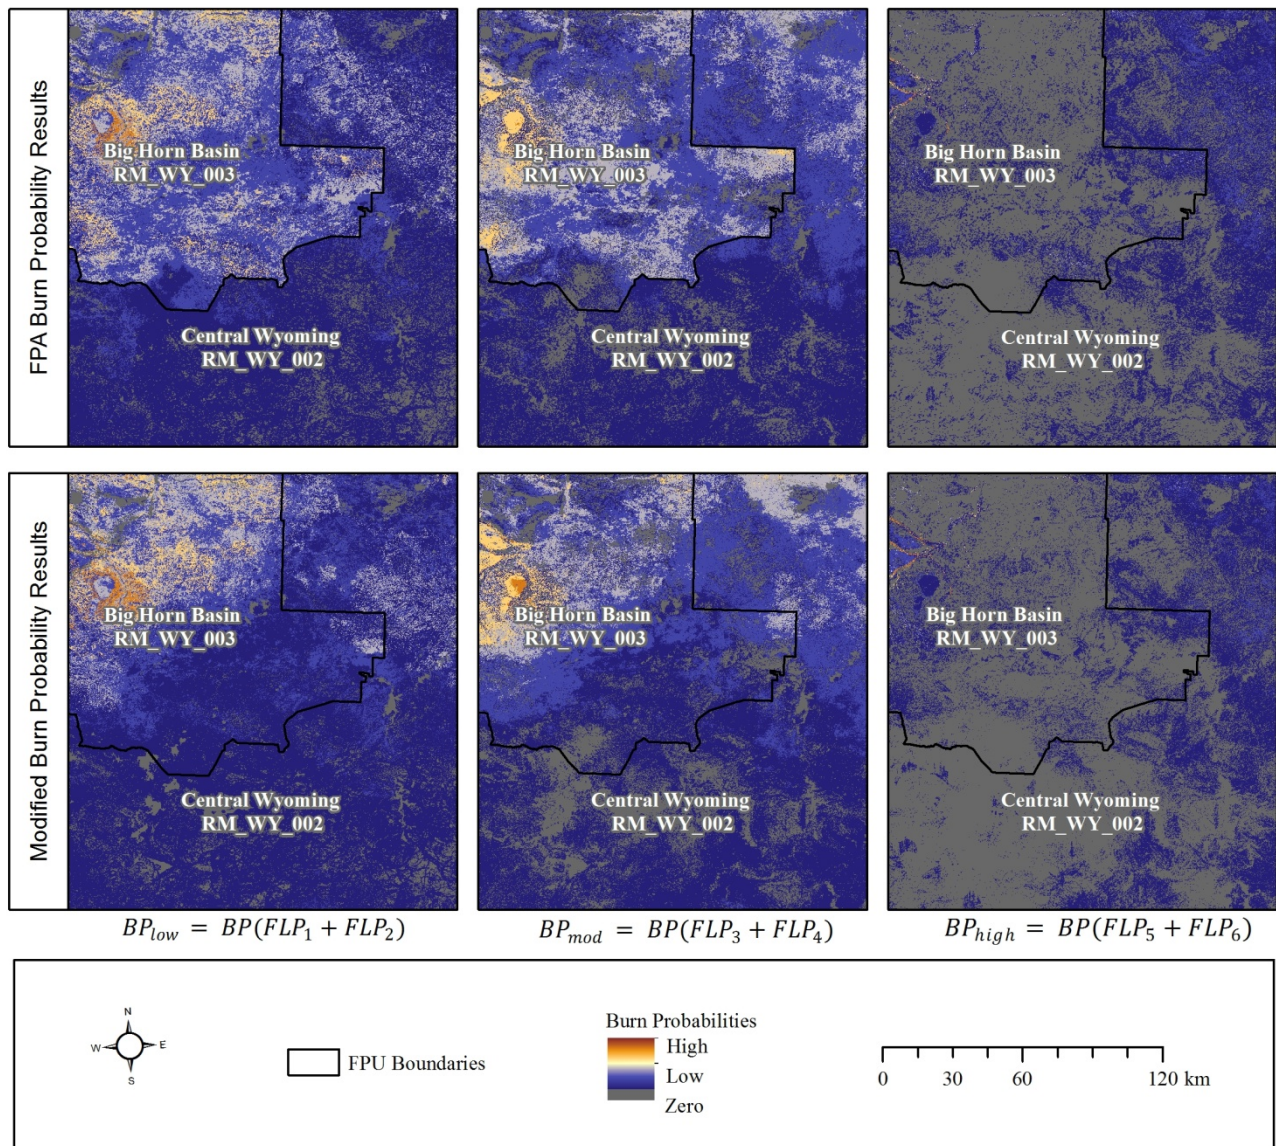 FPA Burn Probability Results
Big Horn Basin
RM_WY_003
Central Wyoming
RM_WY_002
Big Horn Basin
RM_WY_003
Central Wyoming
RM_WY_002
Big Horn Basin
RM_WY_003
Central Wyoming
RM_WY_002
Modified Burn Probability Results
Big Horn Basin
RM_WY_003
Central Wyoming
RM_WY_002
Big Horn Basin
RM_WY_003
Central Wyoming
RM_WY_002
Big Horn Basin
RM_WY_003
Central Wyoming
RM_WY_002
BP_low = BP(FLP_1 + FLP_2)
BP_mod = BP(FLP_3 + FLP_4)
BP_high = BP(FLP_5 + FLP_6)
N
W E
S
FPU Boundaries
Burn Probabilities
High
Low
Zero
0 30 60 120 km